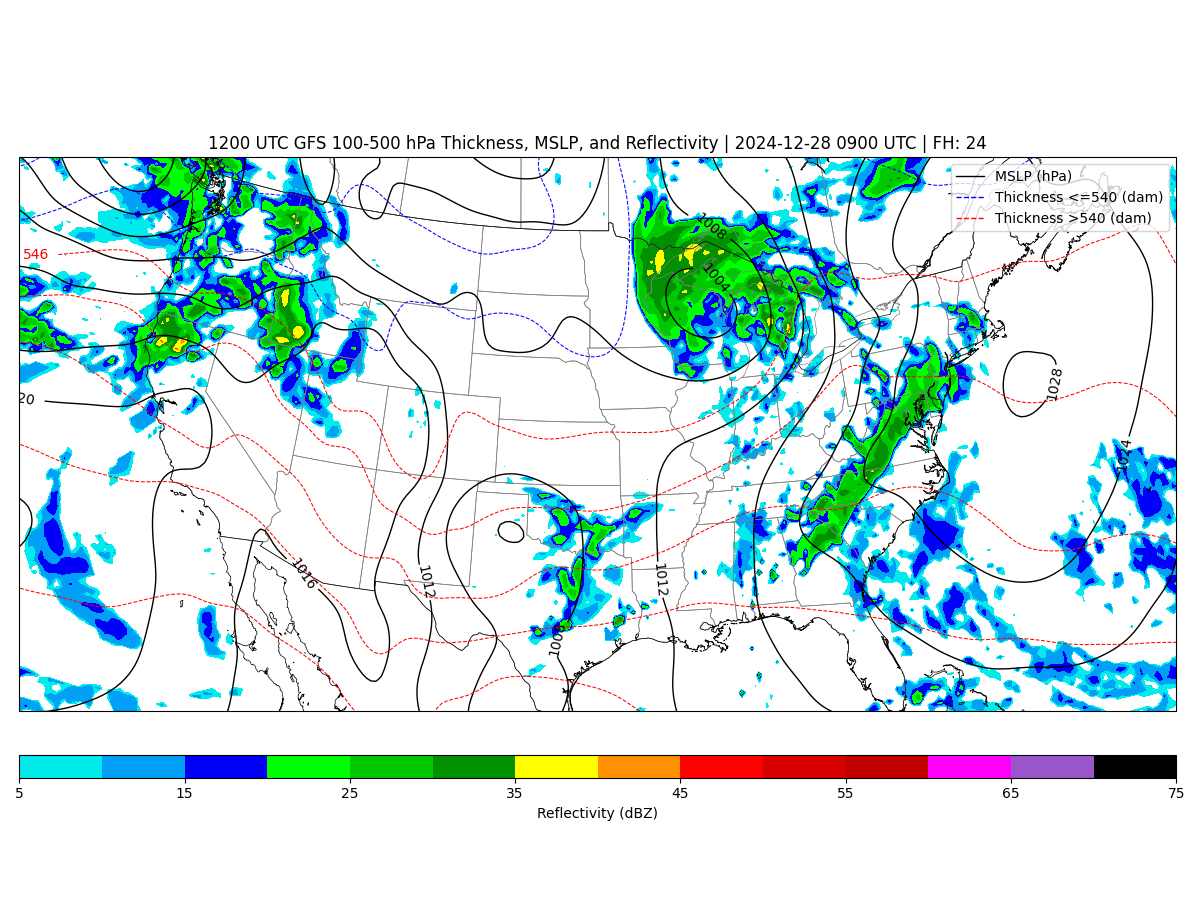 1200 UTC GFS 100-500 hPa Thickness, MSLP, and Reflectivity | 2024-12-28 0900 UTC | FH: 24
MSLP (hPa)
Thickness <=540 (dam)
Thickness >540 (dam)
1008
546
1004
1028
20
1024
1016
1012
1012
1008
5 15 25 35 45 55 65 75
Reflectivity (dBZ)